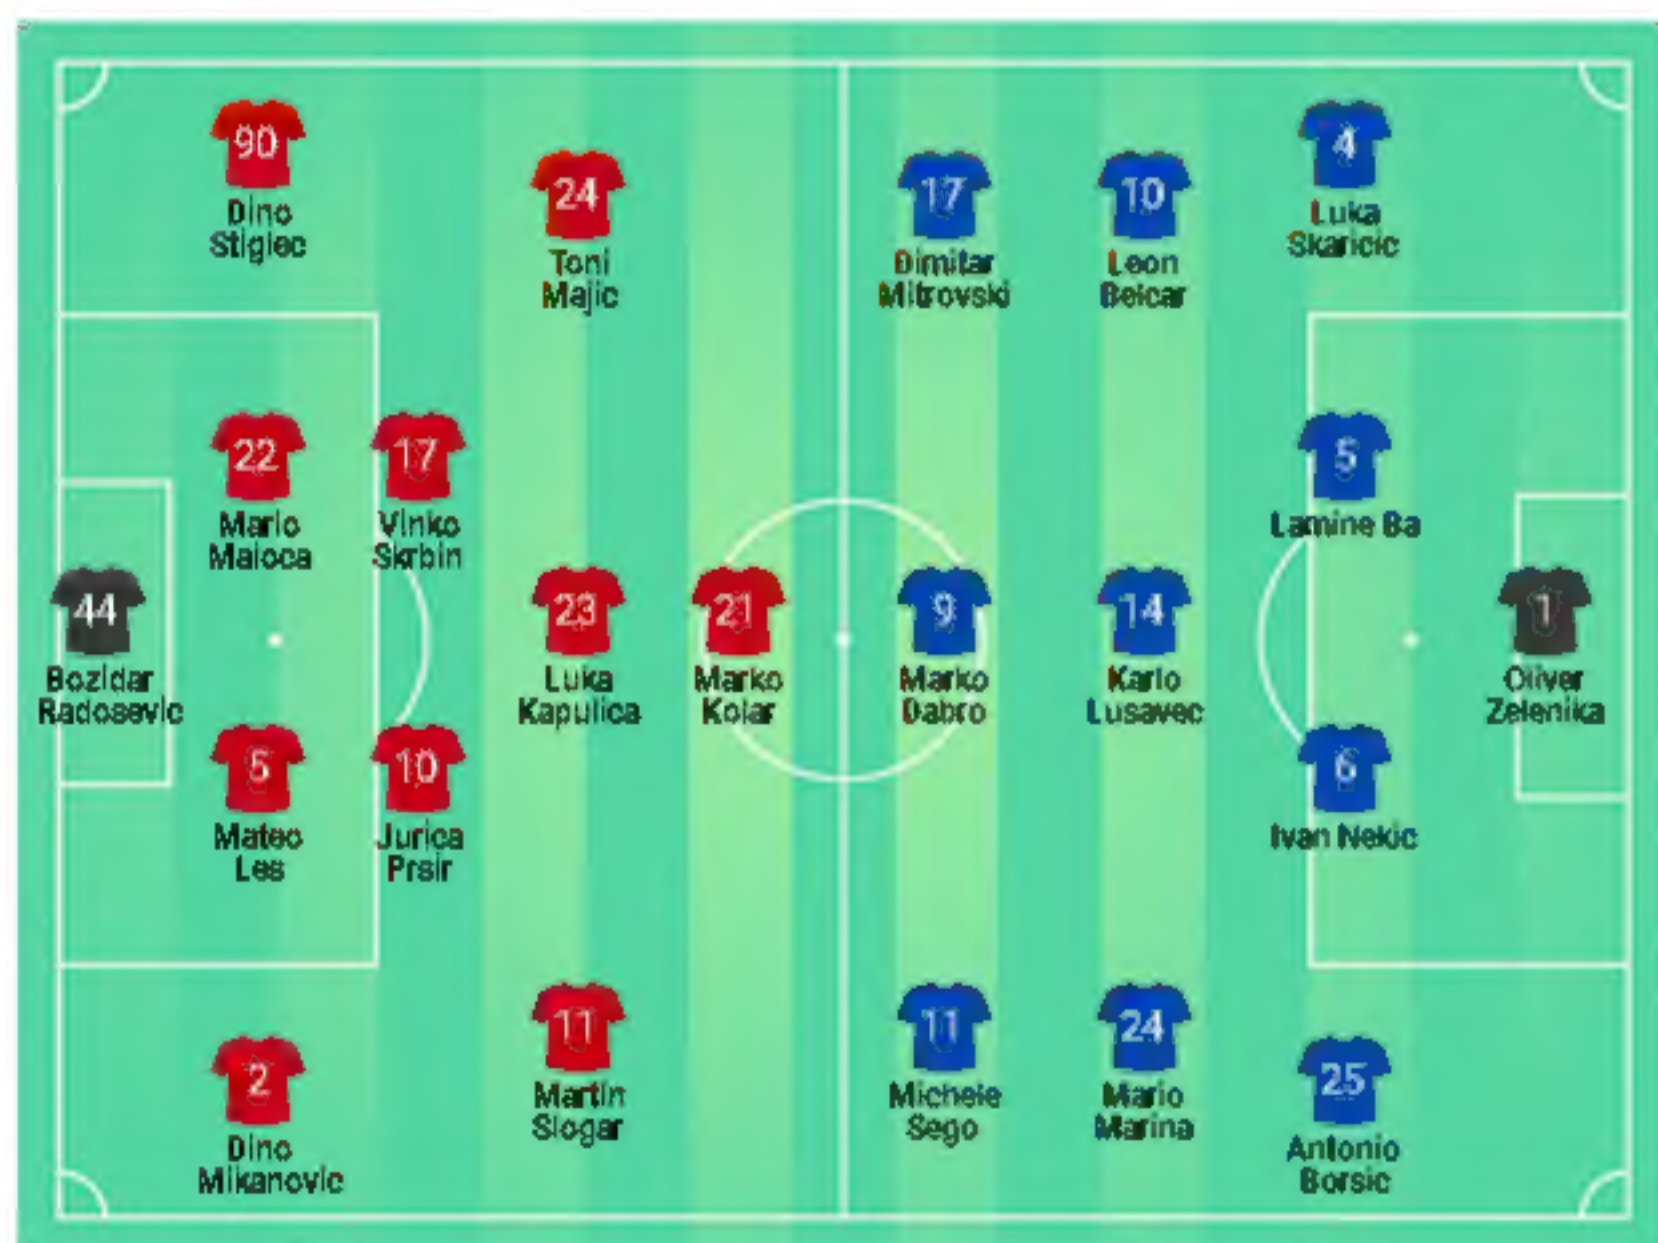 90
Dino
Stiglec
24
Toni
Majic
17
Dimitar
Mitrovski
10
Leon
Belcar
4
Luka
Skaricic
22
Mario
Maloca
17
Vinko
Skrbin
5
Lamine Ba
44
Bozidar
Radosevic
23
Luka
Kapulica
21
Marko
Kolar
9
Marko
Dabro
14
Karlo
Lusavec
1
Oliver
Zelenika
5
Mateo
Les
10
Jurica
Prsir
6
Ivan Nekic
2
Dino
Mikanovic
11
Martin
Slogar
11
Michele
Sego
24
Mario
Marina
25
Antonio
Borsic